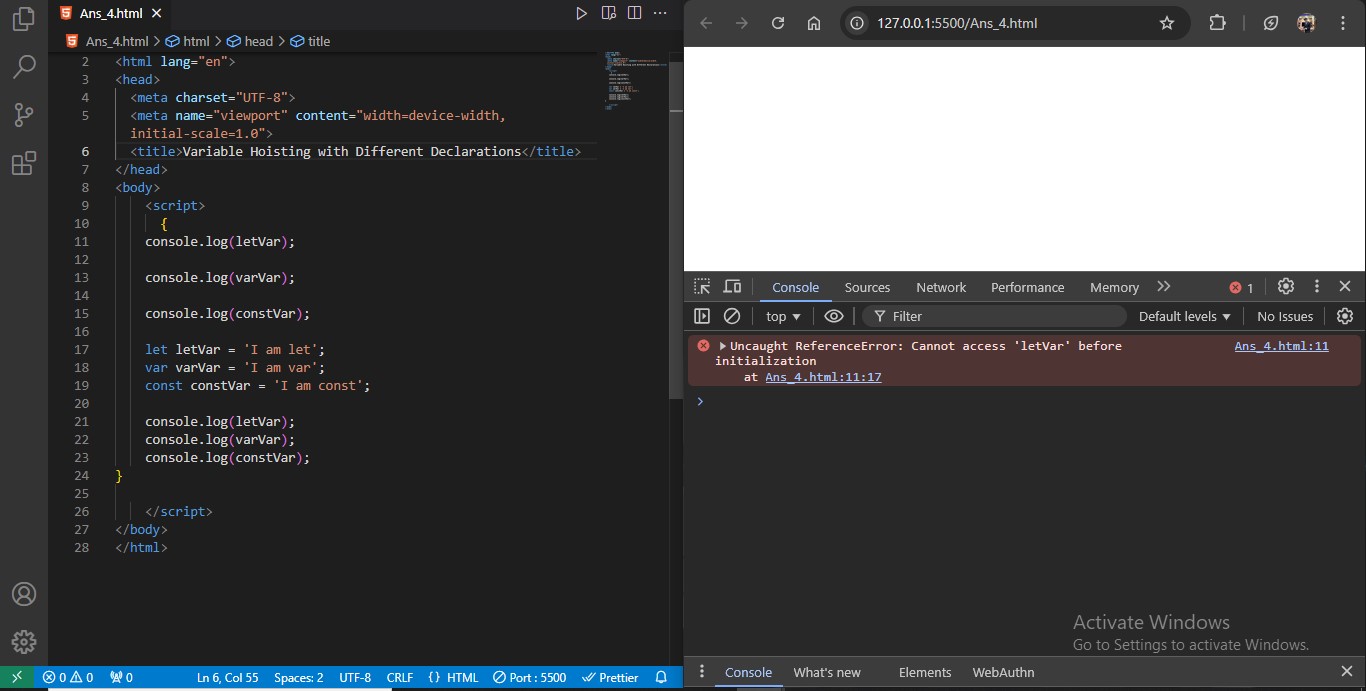 Ans_4.html
Ans_4.html > html > head > title
2 <html lang="en">
3 <head>
4 <meta charset="UTF-8">
5 <meta name="viewport" content="width=device-width,
initial-scale=1.0">
6 <title>Variable Hoisting with Different Declarations</title>
7 </head>
8 <body>
9 <script>
10 {
11 console.log(letVar);
12
13 console.log(varVar);
14
15 console.log(constVar);
16
17 let letVar = 'I am let';
18 var varVar = 'I am var';
19 const constVar = 'I am const';
20
21 console.log(letVar);
22 console.log(varVar);
23 console.log(constVar);
24 }
25
26 </script>
27 </body>
28 </html>
0 0 0 Ln 6, Col 55 Spaces: 2 UTF-8 CRLF {} HTML Port : 5500 Prettier
127.0.0.1:5500/Ans_4.html
Console Sources Network Performance Memory 1
top Filter Default levels No Issues
Uncaught ReferenceError: Cannot access 'letVar' before Ans_4.html:11
initialization
at Ans_4.html:11:17
Activate Windows
Go to Settings to activate Windows.
Console What's new Elements WebAuthn